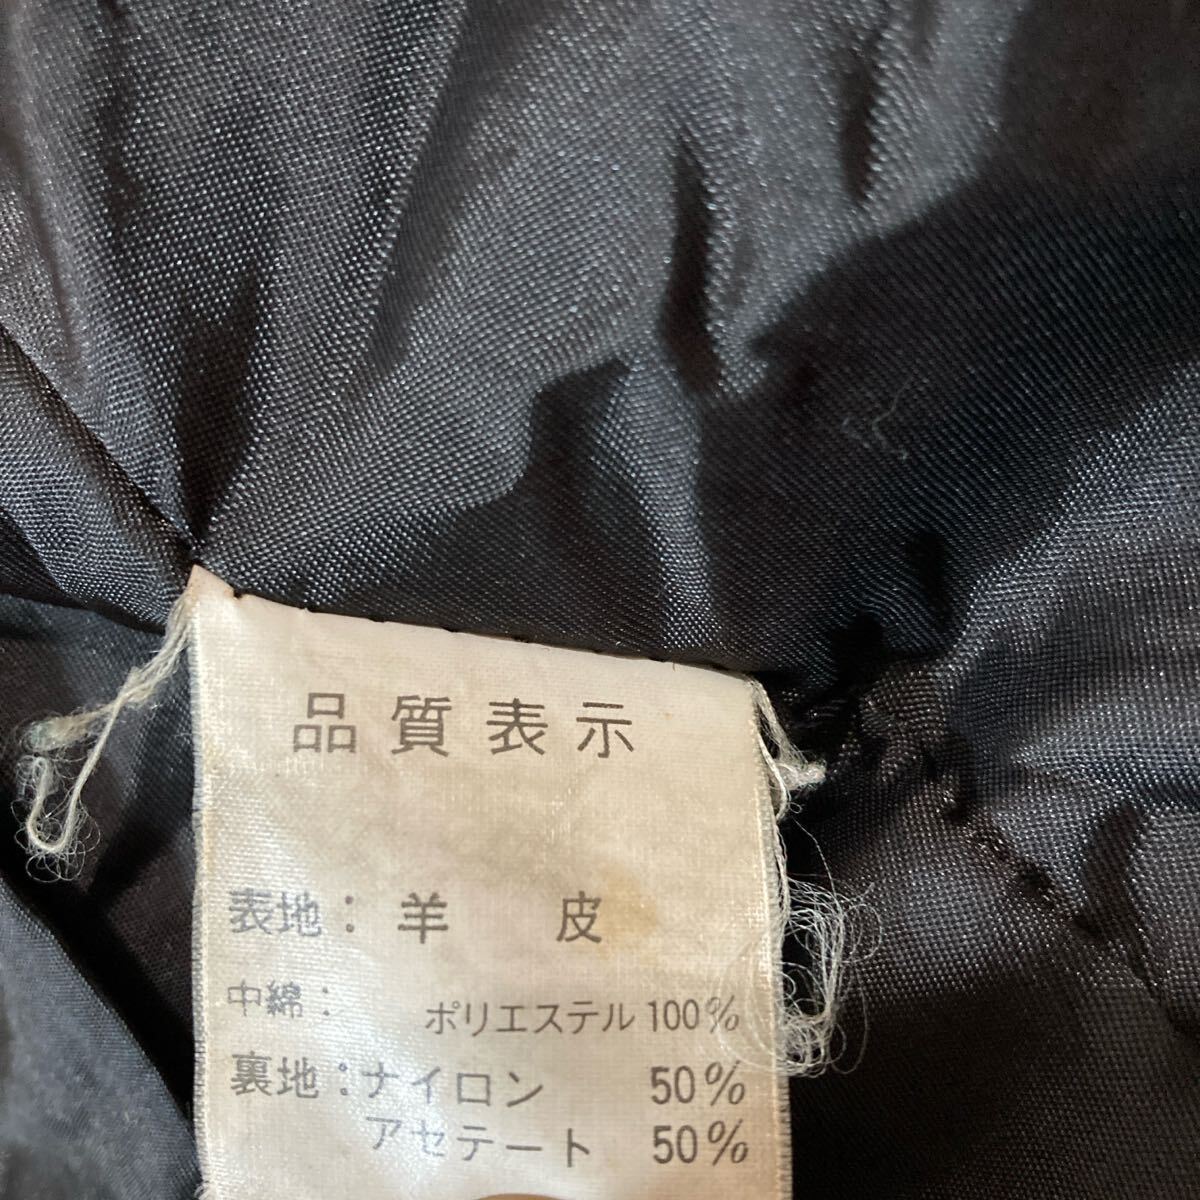 品質表示
表地：羊 皮
中綿： ポリエステル 100%
裏地：ナイロン 50%
アセテート 50%